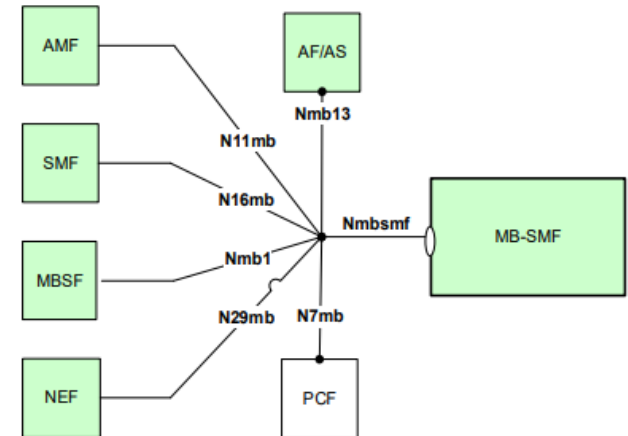 AMF
AF/AS
Nmb13
N11mb
SMF
N16mb
Nmbsmf
MB-SMF
Nmb1
MBSF
N29mb
N7mb
NEF
PCF